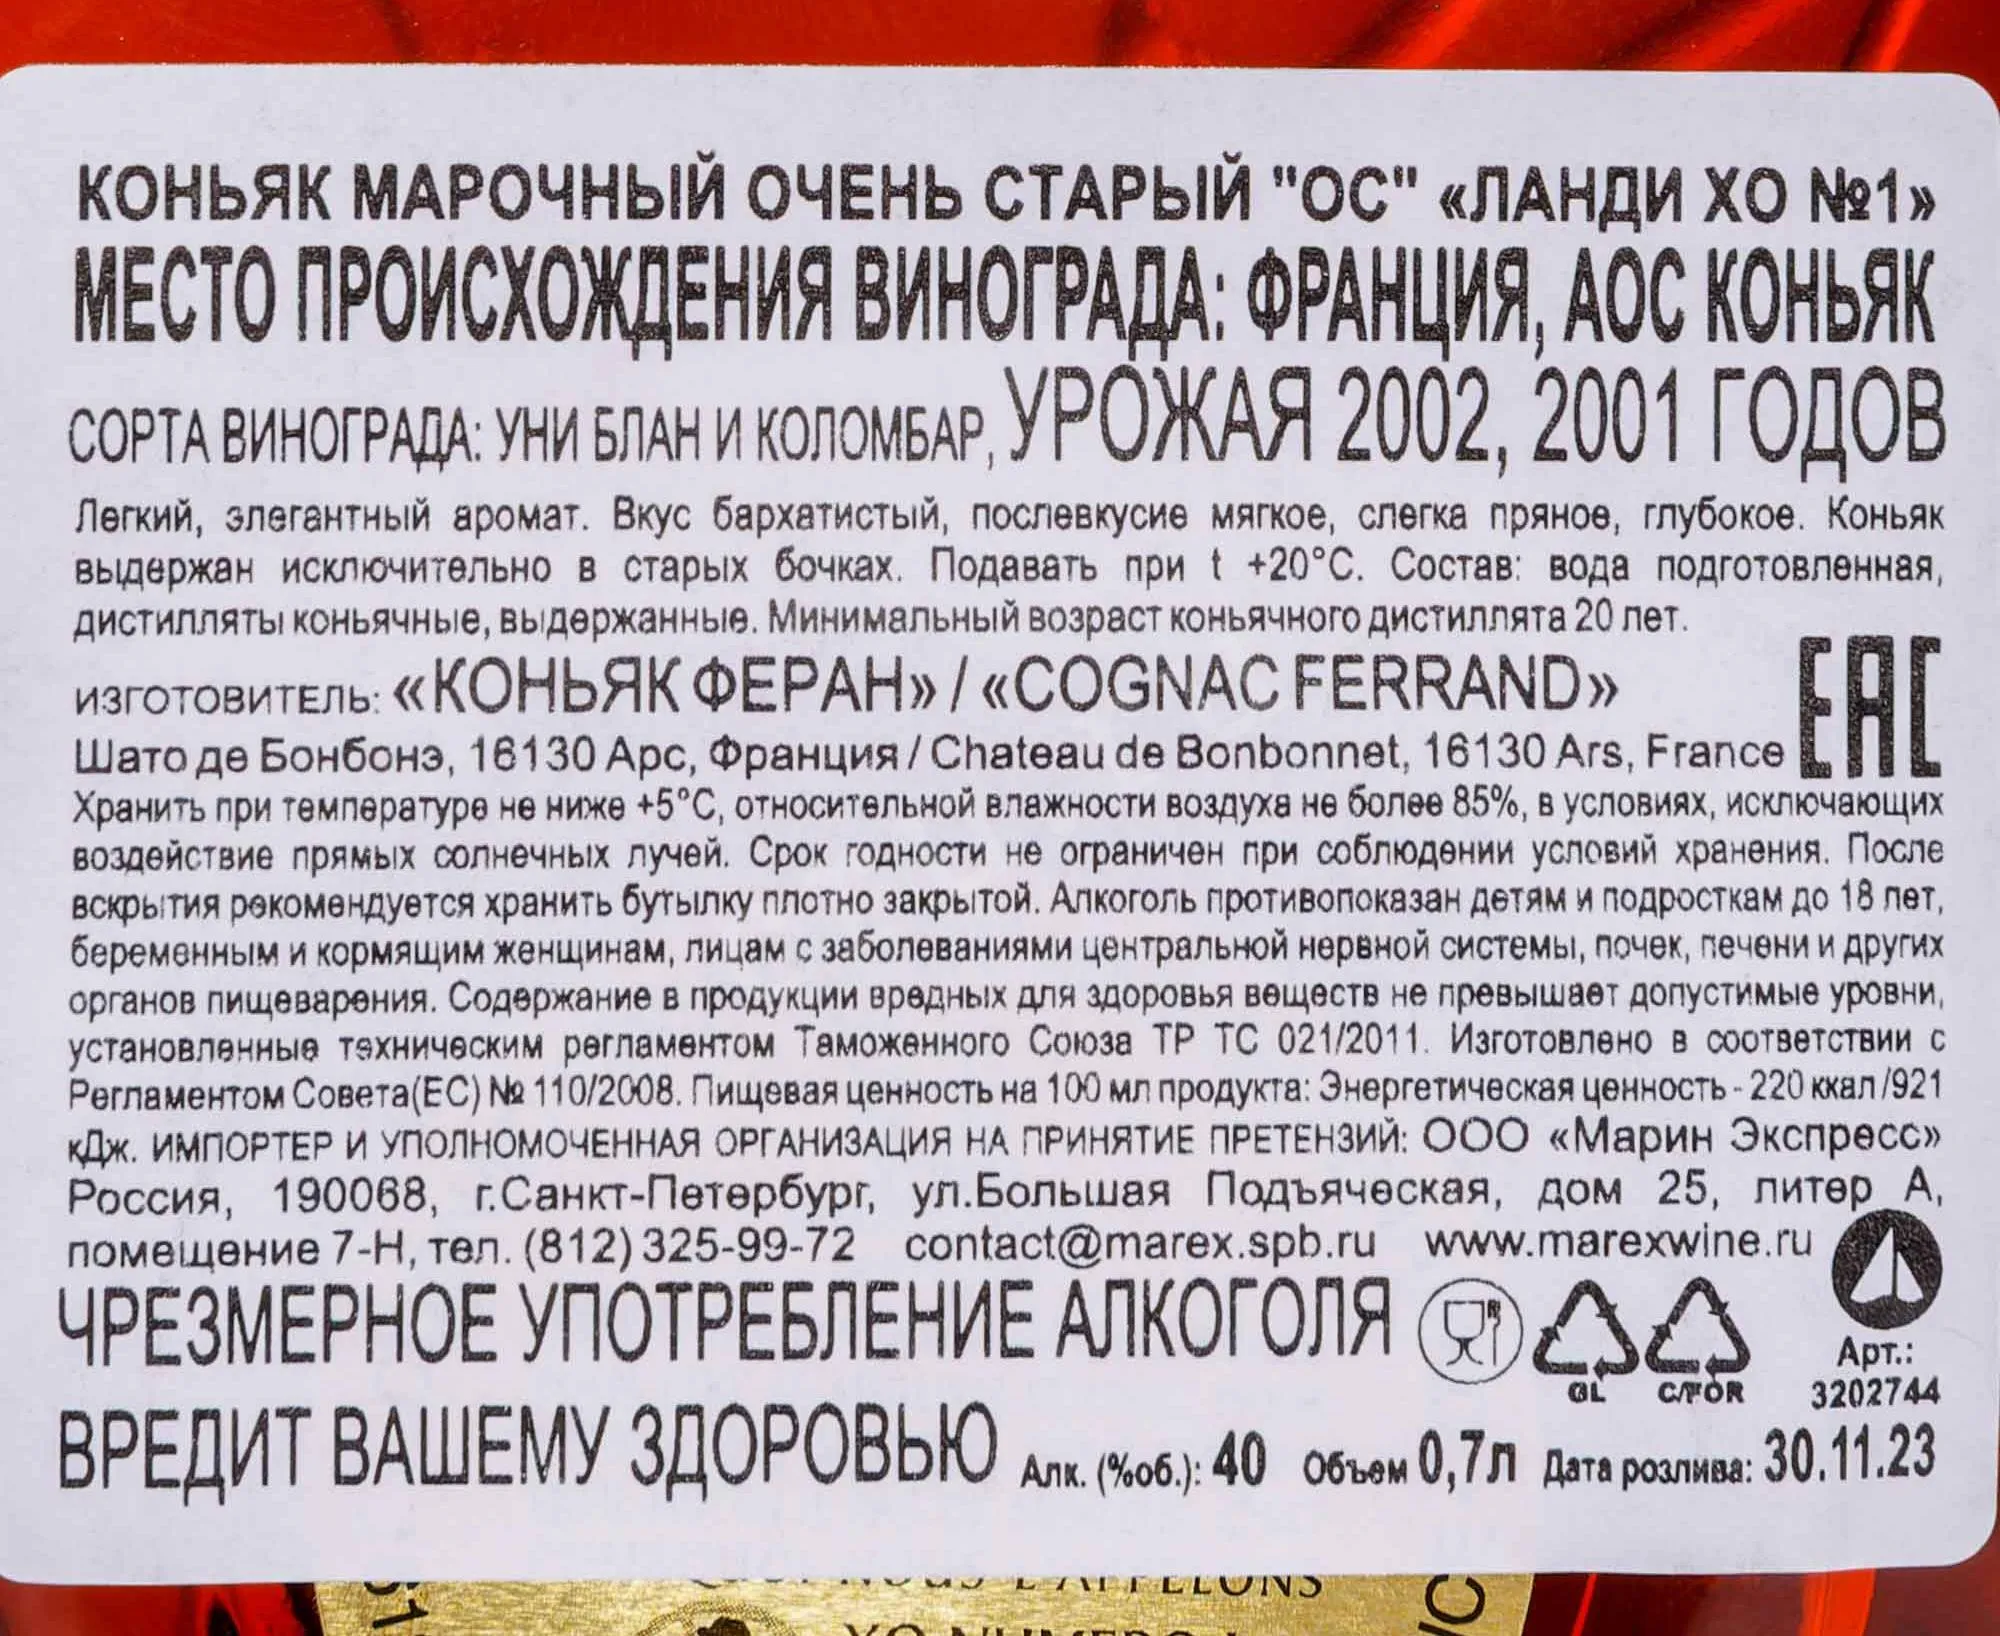 КОНЬЯК МАРОЧНЫЙ ОЧЕНЬ СТАРЫЙ "ОС" «ЛАНДИ ХО №1»
МЕСТО ПРОИСХОЖДЕНИЯ ВИНОГРАДА: ФРАНЦИЯ, АОС КОНЬЯК
СОРТА ВИНОГРАДА: УНИ БЛАН И КОЛОМБАР, УРОЖАЯ 2002, 2001 ГОДОВ
Легкий, элегантный аромат. Вкус бархатистый, послевкусие мягкое, слегка пряное, глубокое. Коньяк
выдержан исключительно в старых бочках. Подавать при t +20°С. Состав: вода подготовленная,
дистилляты коньячные, выдержанные. Минимальный возраст коньячного дистиллята 20 лет.
ИЗГОТОВИТЕЛЬ: «КОНЬЯК ФЕРАН» / «COGNAC FERRAND»
Шато де Бонбонэ, 16130 Арс, Франция / Chateau de Bonbonnet, 16130 Ars, France
EAC
Хранить при температуре не ниже +5°С, относительной влажности воздуха не более 85%, в условиях, исключающих
воздействие прямых солнечных лучей. Срок годности не ограничен при соблюдении условий хранения. После
вскрытия рекомендуется хранить бутылку плотно закрытой. Алкоголь противопоказан детям и подросткам до 18 лет,
беременным и кормящим женщинам, лицам с заболеваниями центральной нервной системы, почек, печени и других
органов пищеварения. Содержание в продукции вредных для здоровья веществ не превышает допустимые уровни,
установленные техническим регламентом Таможенного Союза ТР ТС 021/2011. Изготовлено в соответствии с
Регламентом Совета(ЕС) № 110/2008. Пищевая ценность на 100 мл продукта: Энергетическая ценность - 220 ккал /921
кДж. ИМПОРТЕР И УПОЛНОМОЧЕННАЯ ОРГАНИЗАЦИЯ НА ПРИНЯТИЕ ПРЕТЕНЗИЙ: ООО «Марин Экспресс»
Россия, 190068, г.Санкт-Петербург, ул.Большая Подъяческая, дом 25, литер А,
помещение 7-Н, тел. (812) 325-99-72 contact@marex.spb.ru www.marexwine.ru
ЧРЕЗМЕРНОЕ УПОТРЕБЛЕНИЕ АЛКОГОЛЯ
GL C/FOR
Арт.:
3202744
ВРЕДИТ ВАШЕМУ ЗДОРОВЬЮ Алк. (%об.): 40 Объем 0,7л Дата розлива: 30.11.23
NOUS L'APPELONS
XO NUMERO 1